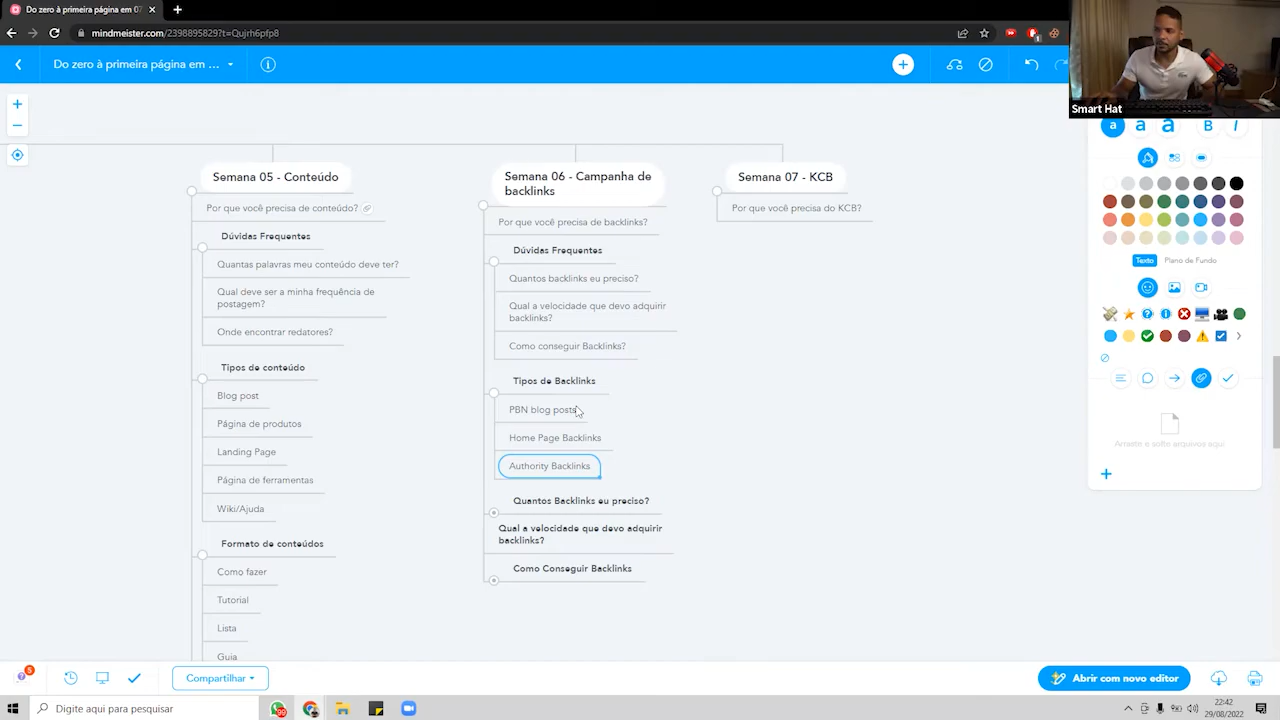 Do zero à primeira página em 07
mindmeister.com/2398895829?t=Qujrh6pfp8
Do zero à primeira página em ...
Smart Hat
a a a B I
Semana 05 - Conteúdo
Por que você precisa de conteúdo?
Dúvidas Frequentes
Quantas palavras meu conteúdo deve ter?
Qual deve ser a minha frequência de
postagem?
Onde encontrar redatores?
Tipos de conteúdo
Blog post
Página de produtos
Landing Page
Página de ferramentas
Wiki/Ajuda
Formato de conteúdos
Como fazer
Tutorial
Lista
Guia
Semana 06 - Campanha de
backlinks
Por que você precisa de backlinks?
Dúvidas Frequentes
Quantos backlinks eu preciso?
Qual a velocidade que devo adquirir
backlinks?
Como conseguir Backlinks?
Tipos de Backlinks
PBN blog posts
Home Page Backlinks
Authority Backlinks
Quantos Backlinks eu preciso?
Qual a velocidade que devo adquirir
backlinks?
Como Conseguir Backlinks
Semana 07 - KCB
Por que você precisa do KCB?
Texto Plano de Fundo
Arraste e solte arquivos aqui
5
Compartilhar
Abrir com novo editor
Digite aqui para pesquisar
99
22:42
29/08/2022